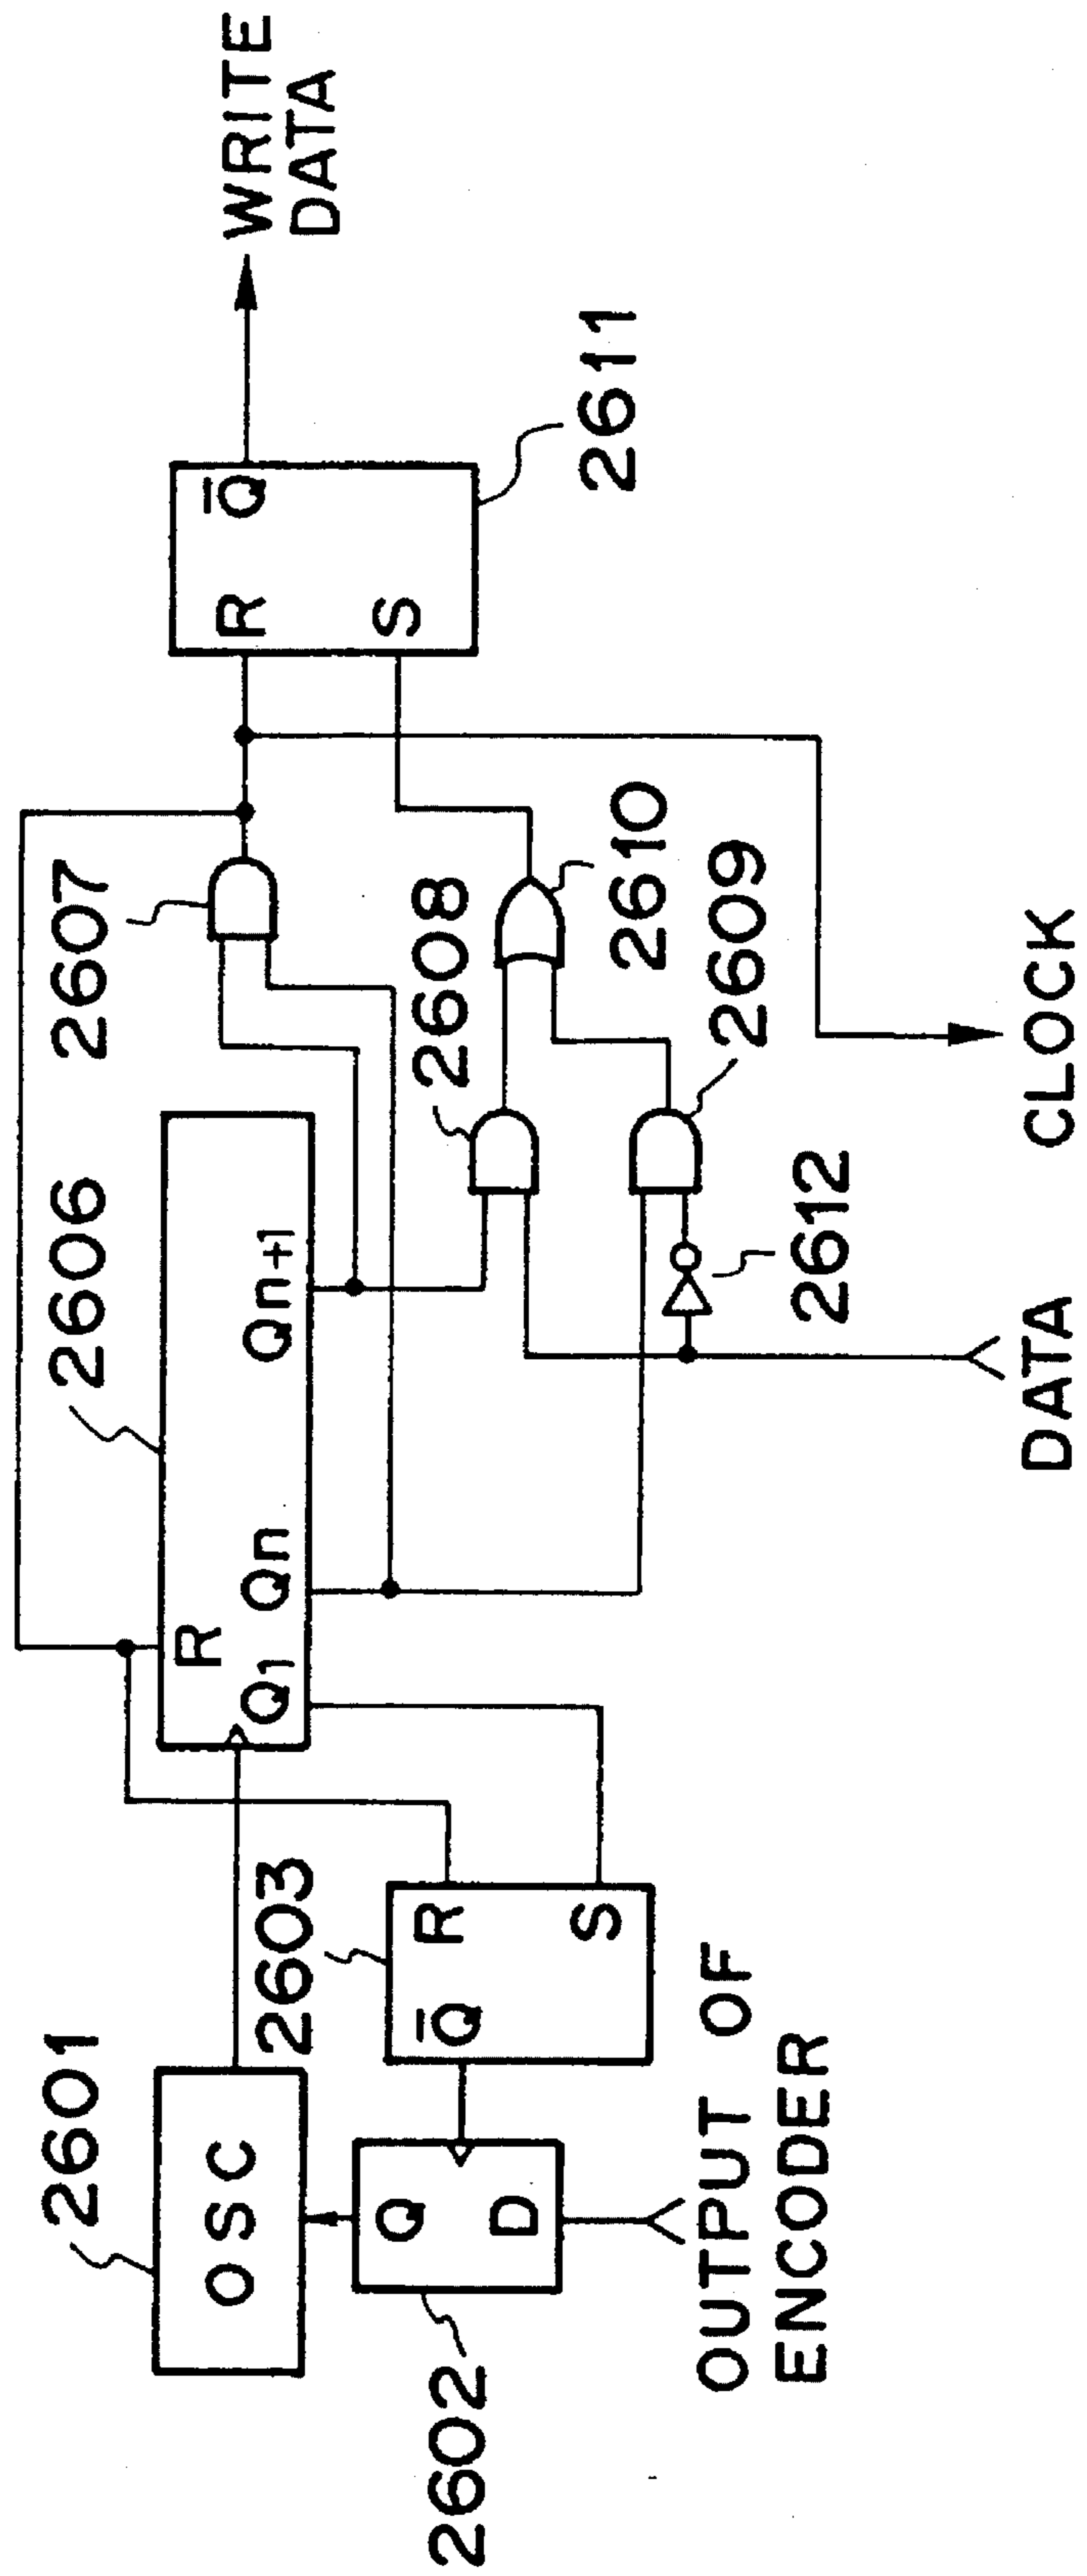 2601
OSC
2602
Q
D
OUTPUT OF
ENCODER
2603
Q̄
R
S
2606
R
Q1
Qn
Qn+1
2607
2608
2609
2610
2612
DATA
CLOCK
R
S
Q̄
2611
WRITE
DATA